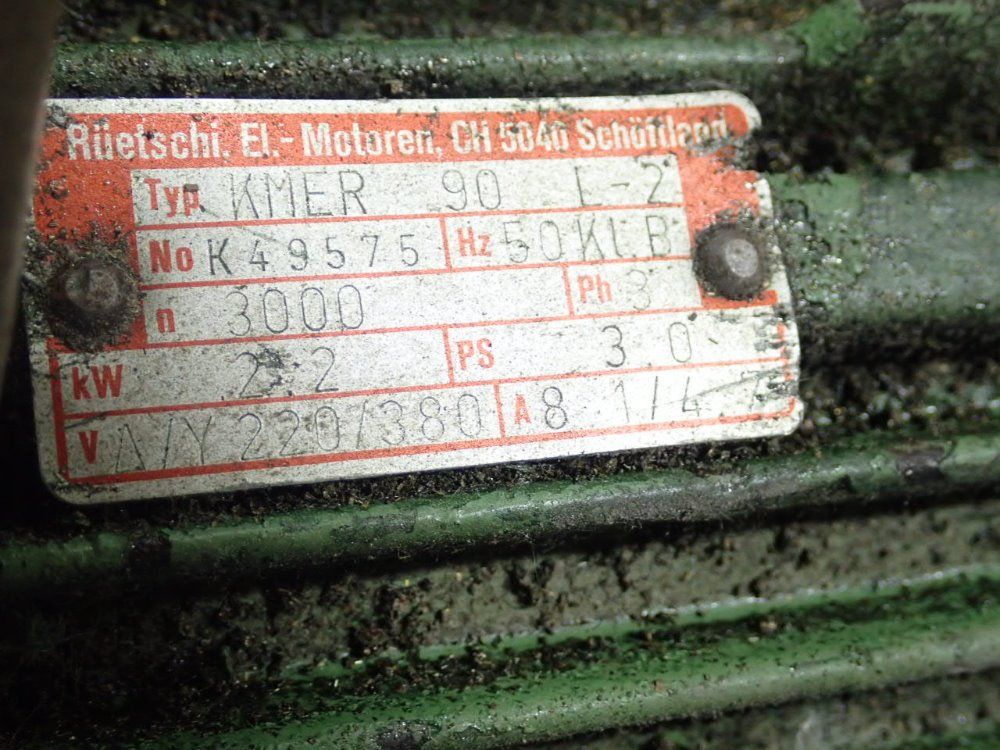 Rüetschi, El.- Motoren, CH 5040 Schöftland
Typ. KMER 90 L-2
No K49575 Hz 50 KL B
n 3000 Ph 3
kW 2.2 PS 3.0
V Δ/Y 220/380 A 8 1/4.7